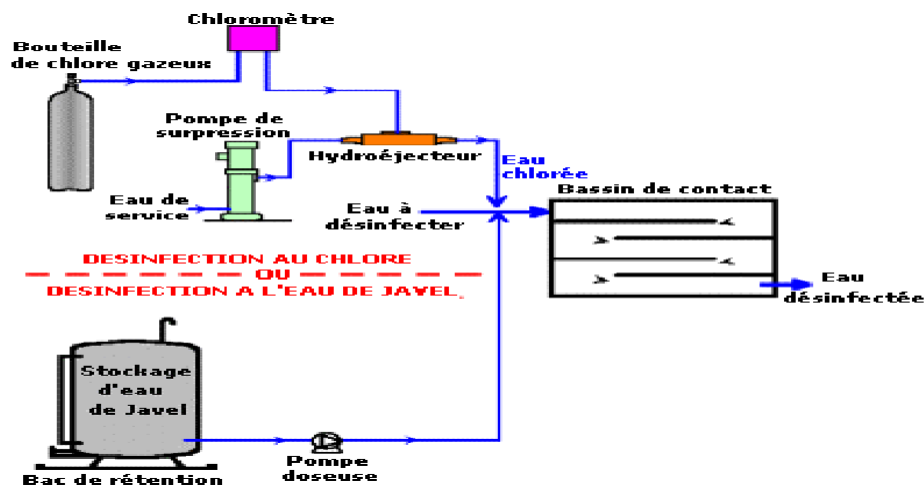 Chloromètre
Bouteille
de chlore gazeux
Pompe de
surpression
Hydroéjecteur
Eau
chlorée
Bassin de contact
Eau de
service
Eau à
désinfecter
DESINFECTION AU CHLORE
OU
DESINFECTION A L'EAU DE JAVEL.
Eau
désinfectée
Stockage
d'eau
de Javel
Pompe
doseuse
Bac de rétention